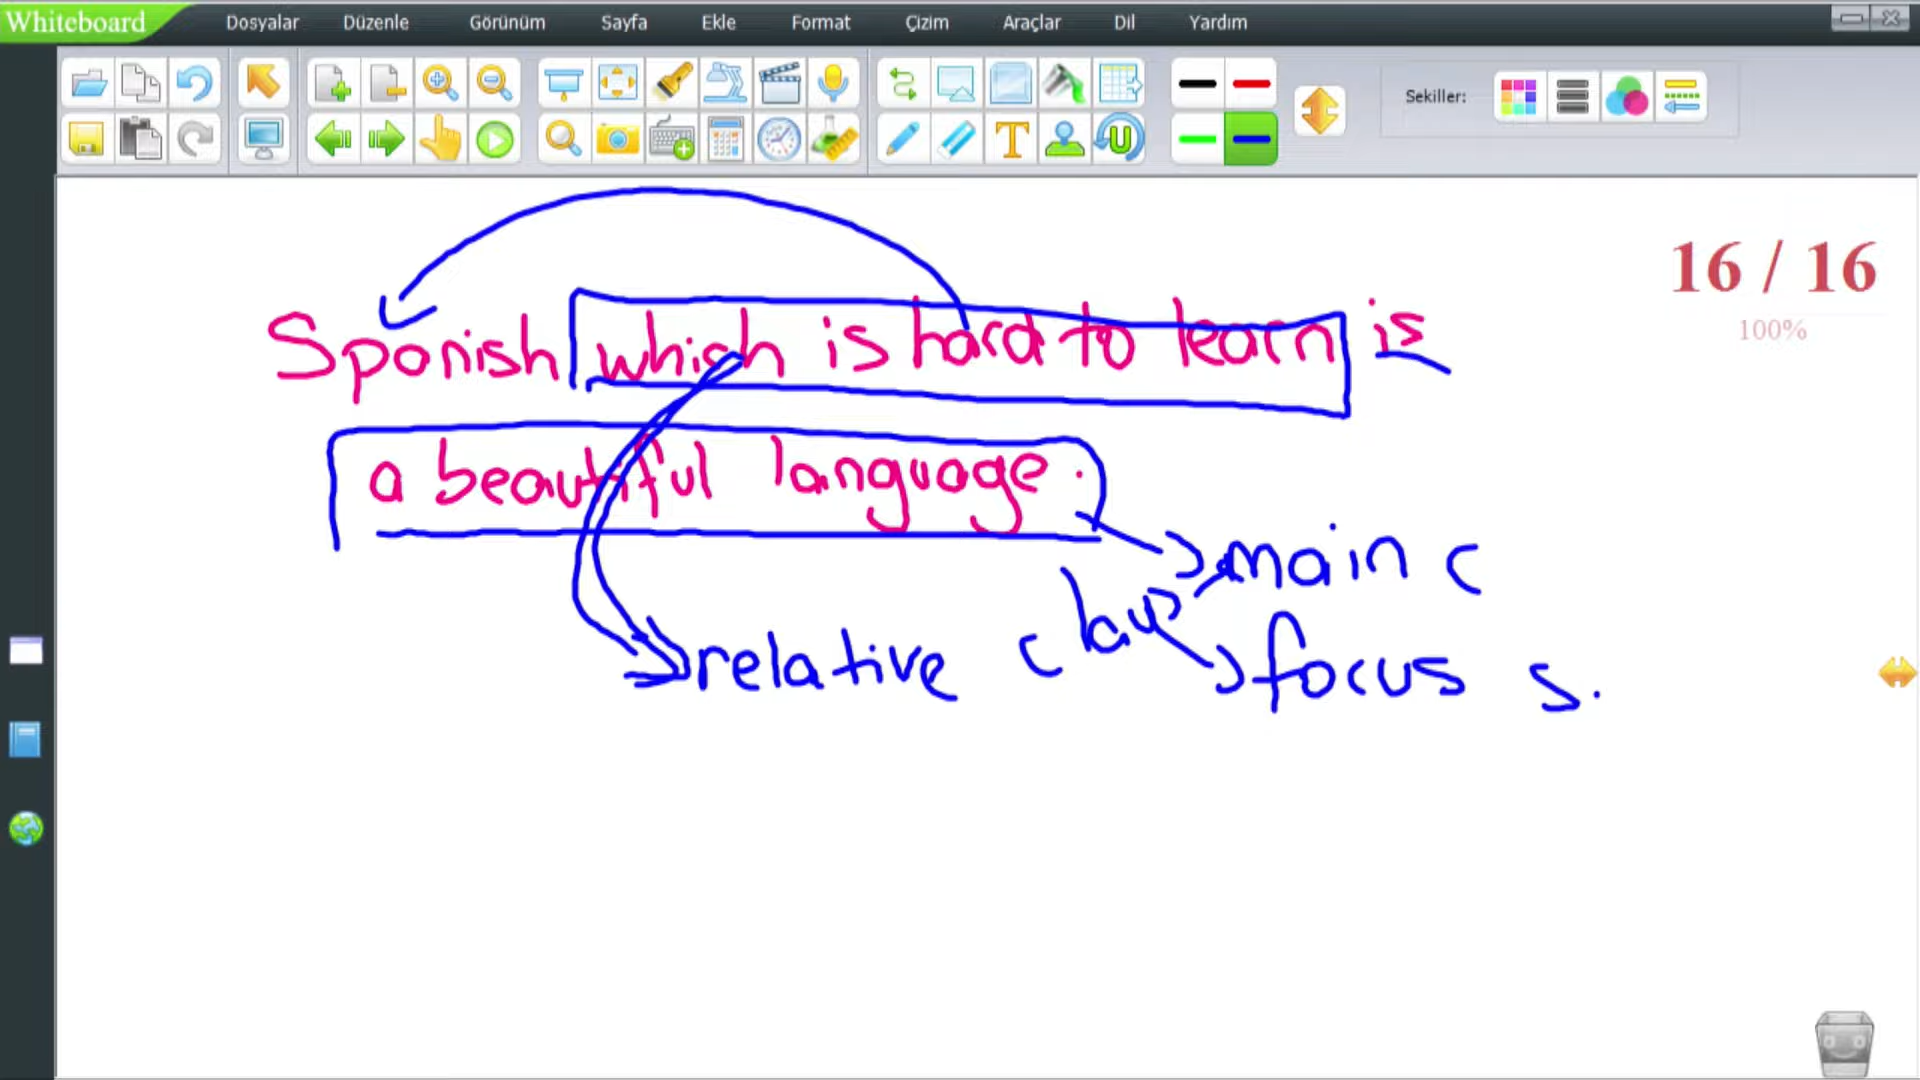 Whiteboard
Dosyalar Düzenle Görünüm Sayfa Ekle Format Çizim Araçlar Dil Yardım
Sekiller:
16 / 16
100%
Spanish which is hard to learn is
a beautiful language.
main c
relative c
focus s.